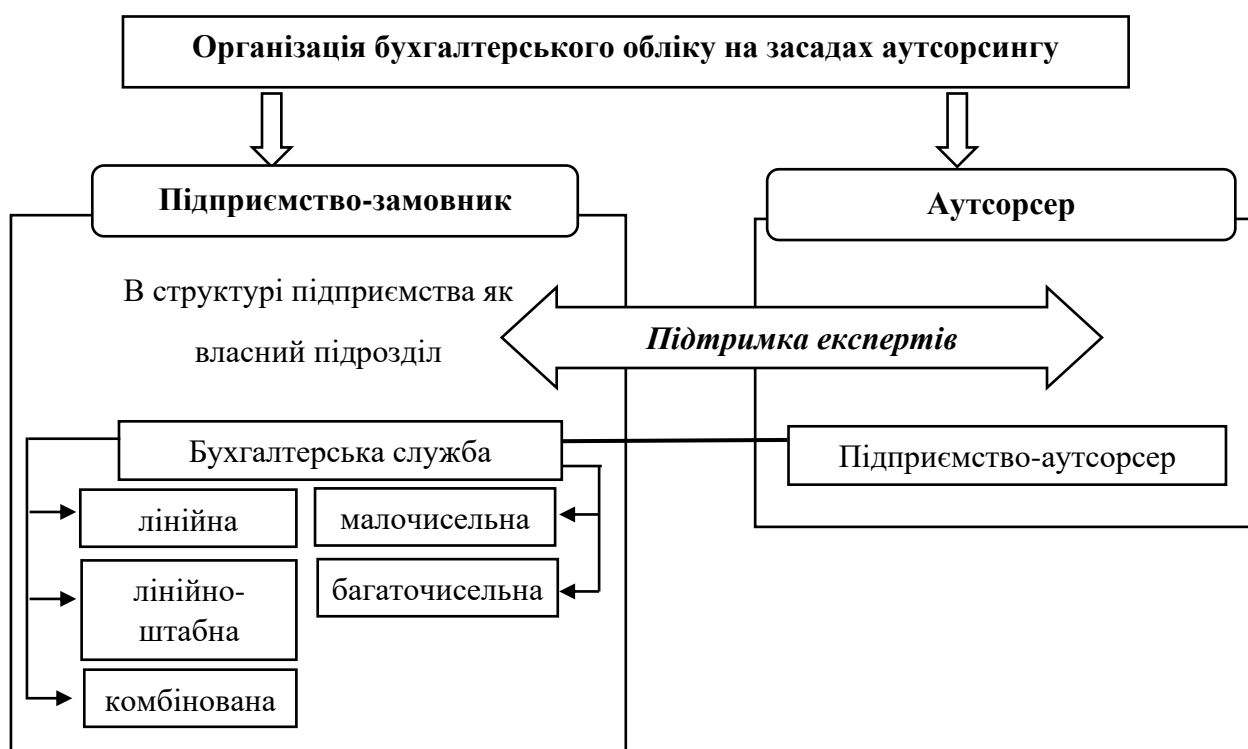 Організація бухгалтерського обліку на засадах аутсорсингу
Підприємство-замовник
Аутсорсер
В структурі підприємства як
власний підрозділ
Підтримка експертів
Бухгалтерська служба
Підприємство-аутсорсер
лінійна
малочисельна
лінійно-
штабна
багаточисельна
комбінована